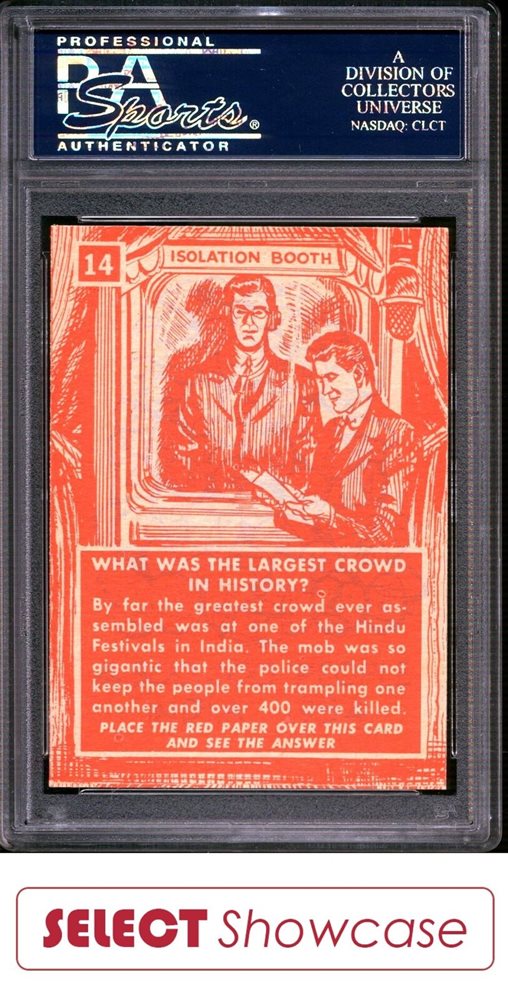 PROFESSIONAL
PSA
Sports®
AUTHENTICATOR
A
DIVISION OF
COLLECTORS
UNIVERSE
NASDAQ: CLCT
14
ISOLATION BOOTH
WHAT WAS THE LARGEST CROWD
IN HISTORY?
By far the greatest crowd ever as-
sembled was at one of the Hindu
Festivals in India. The mob was so
gigantic that the police could not
keep the people from trampling one
another and over 400 were killed.
PLACE THE RED PAPER OVER THIS CARD
AND SEE THE ANSWER
SELECT Showcase